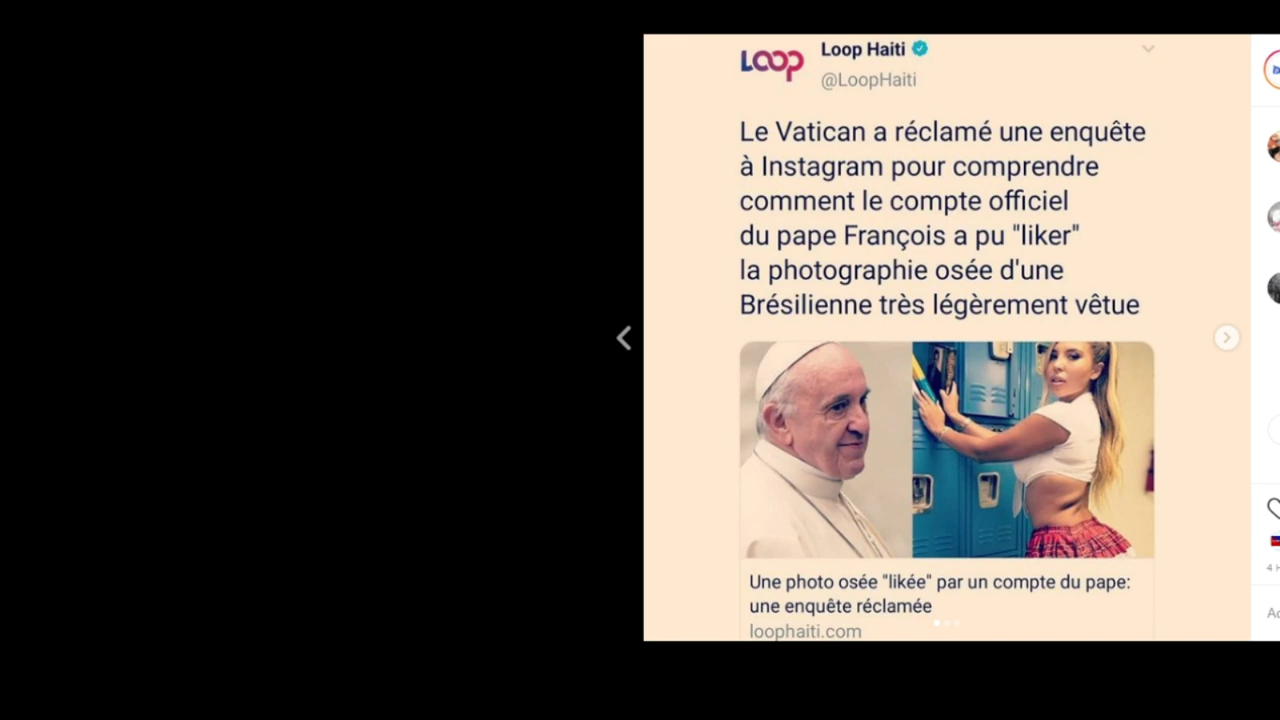 LOOP
Loop Haiti
@LoopHaiti
Le Vatican a réclamé une enquête
à Instagram pour comprendre
comment le compte officiel
du pape François a pu "liker"
la photographie osée d'une
Brésilienne très légèrement vêtue
Une photo osée "likée" par un compte du pape:
une enquête réclamée
loophaiti.com
4 H